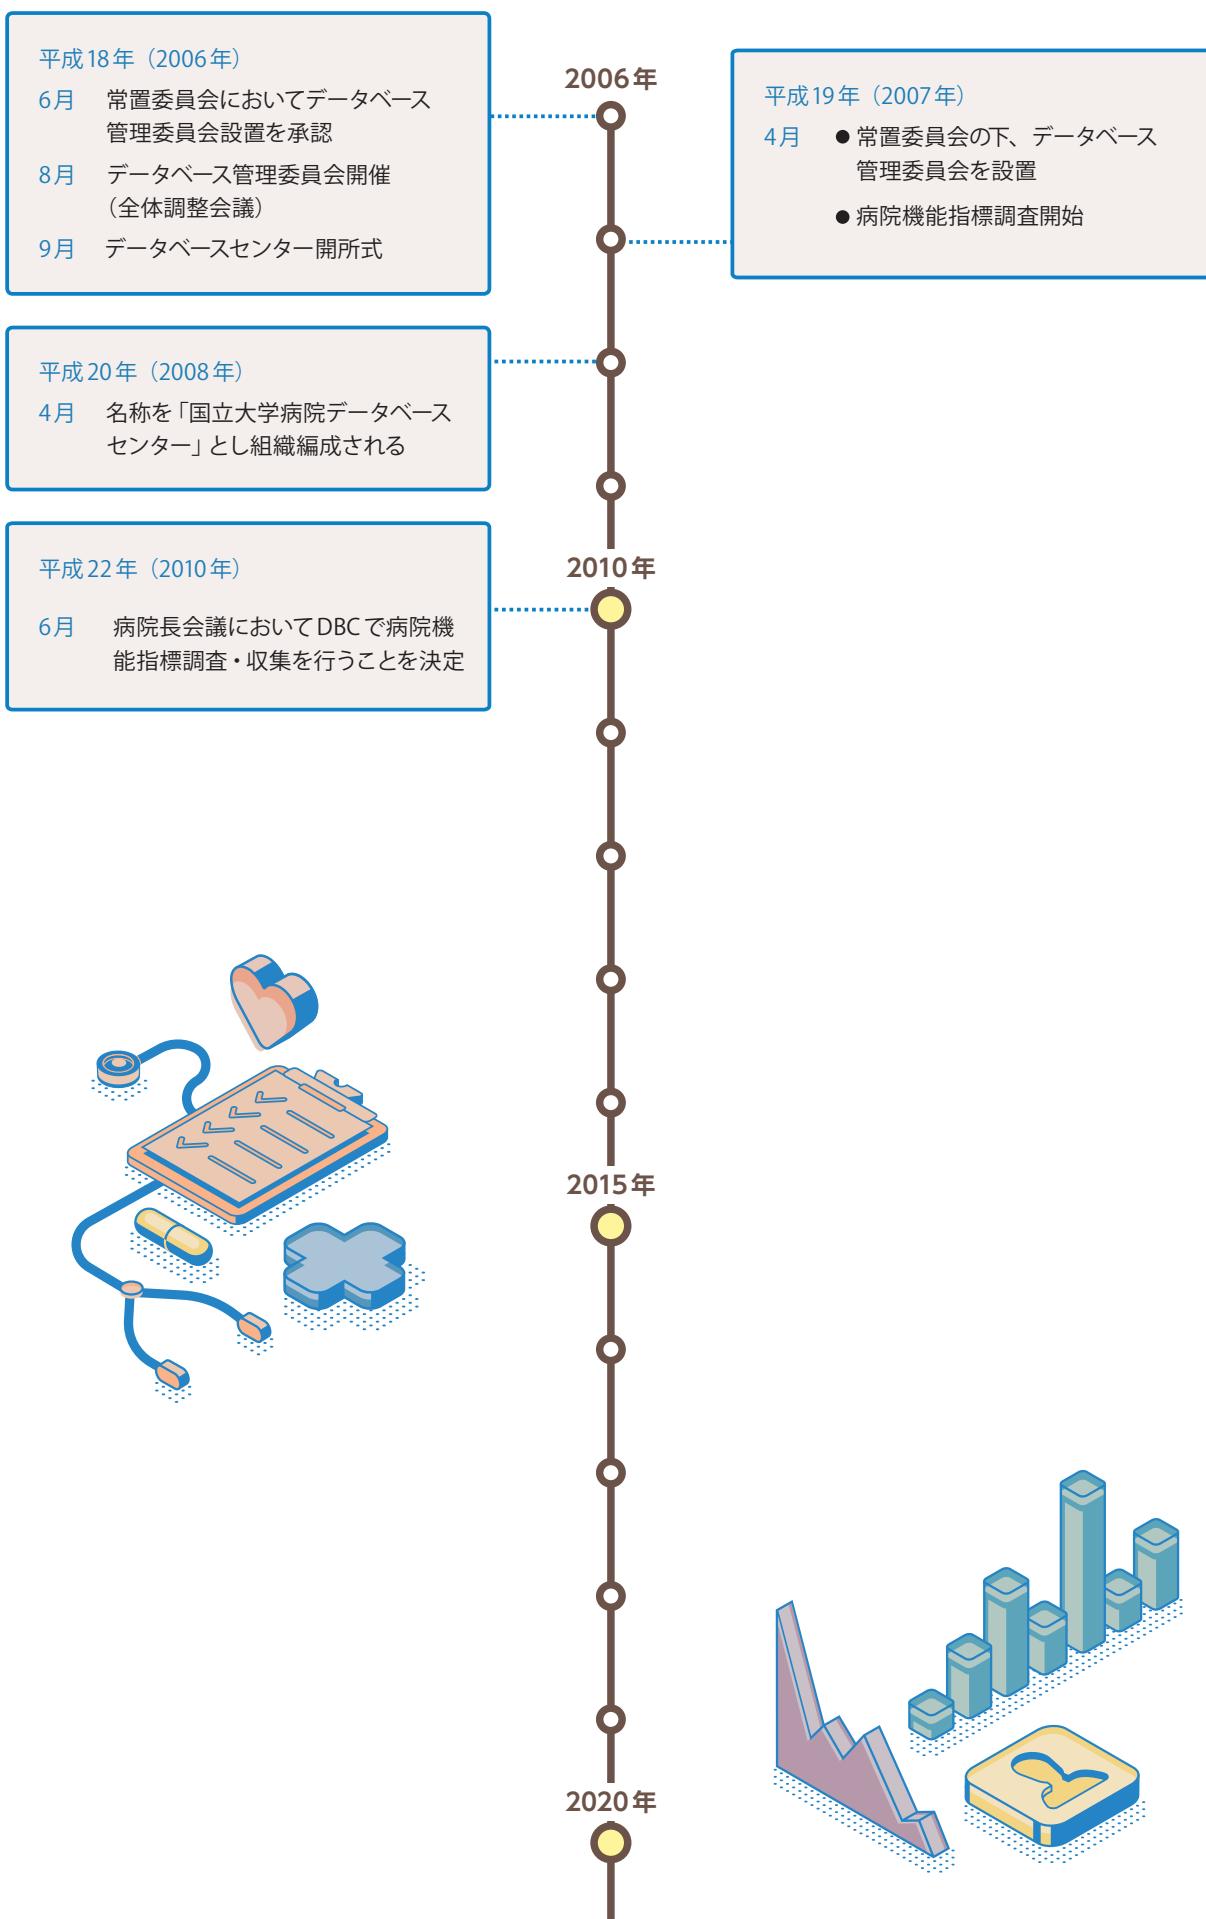 平成18年（2006年）
6月 常置委員会においてデータベース
管理委員会設置を承認
8月 データベース管理委員会開催
（全体調整会議）
9月 データベースセンター開所式
2006年
平成19年（2007年）
4月 ●常置委員会の下、データベース
管理委員会を設置
●病院機能指標調査開始
平成20年（2008年）
4月 名称を「国立大学病院データベース
センター」とし組織編成される
2010年
平成22年（2010年）
6月 病院長会議においてDBCで病院機
能指標調査・収集を行うことを決定
2015年
2020年